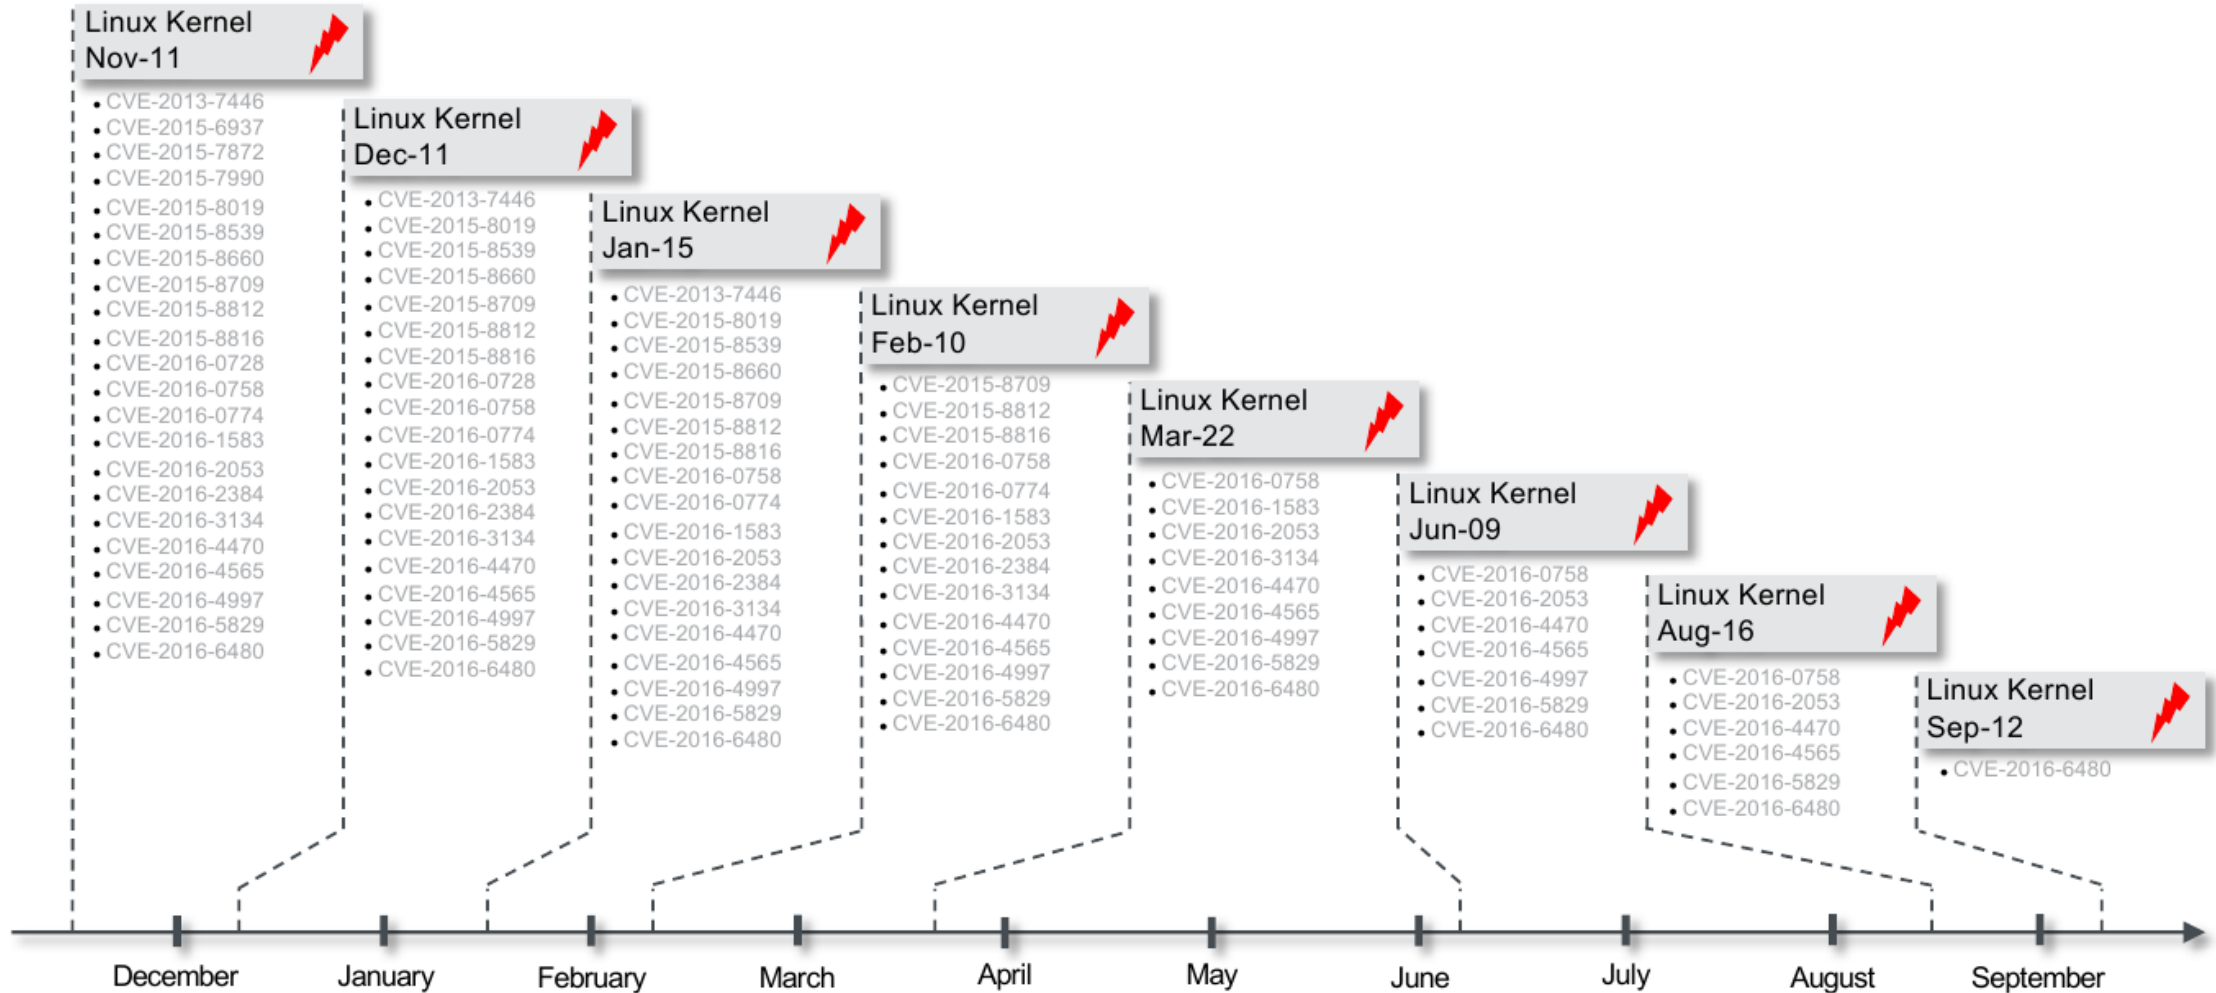 Linux Kernel
Nov-11
CVE-2013-7446
CVE-2015-6937
CVE-2015-7872
CVE-2015-7990
CVE-2015-8019
CVE-2015-8539
CVE-2015-8660
CVE-2015-8709
CVE-2015-8812
CVE-2015-8816
CVE-2016-0728
CVE-2016-0758
CVE-2016-0774
CVE-2016-1583
CVE-2016-2053
CVE-2016-2384
CVE-2016-3134
CVE-2016-4470
CVE-2016-4565
CVE-2016-4997
CVE-2016-5829
CVE-2016-6480
Linux Kernel
Dec-11
CVE-2013-7446
CVE-2015-8019
CVE-2015-8539
CVE-2015-8660
CVE-2015-8709
CVE-2015-8812
CVE-2015-8816
CVE-2016-0728
CVE-2016-0758
CVE-2016-0774
CVE-2016-1583
CVE-2016-2053
CVE-2016-2384
CVE-2016-3134
CVE-2016-4470
CVE-2016-4565
CVE-2016-4997
CVE-2016-5829
CVE-2016-6480
Linux Kernel
Jan-15
CVE-2013-7446
CVE-2015-8019
CVE-2015-8539
CVE-2015-8660
CVE-2015-8709
CVE-2015-8812
CVE-2015-8816
CVE-2016-0758
CVE-2016-0774
CVE-2016-1583
CVE-2016-2053
CVE-2016-2384
CVE-2016-3134
CVE-2016-4470
CVE-2016-4565
CVE-2016-4997
CVE-2016-5829
CVE-2016-6480
Linux Kernel
Feb-10
CVE-2015-8709
CVE-2015-8812
CVE-2015-8816
CVE-2016-0758
CVE-2016-0774
CVE-2016-1583
CVE-2016-2053
CVE-2016-2384
CVE-2016-3134
CVE-2016-4470
CVE-2016-4565
CVE-2016-4997
CVE-2016-5829
CVE-2016-6480
Linux Kernel
Mar-22
CVE-2016-0758
CVE-2016-1583
CVE-2016-2053
CVE-2016-3134
CVE-2016-4470
CVE-2016-4565
CVE-2016-4997
CVE-2016-5829
CVE-2016-6480
Linux Kernel
Jun-09
CVE-2016-0758
CVE-2016-2053
CVE-2016-4470
CVE-2016-4565
CVE-2016-4997
CVE-2016-5829
CVE-2016-6480
Linux Kernel
Aug-16
CVE-2016-0758
CVE-2016-2053
CVE-2016-4470
CVE-2016-4565
CVE-2016-5829
CVE-2016-6480
Linux Kernel
Sep-12
CVE-2016-6480
December
January
February
March
April
May
June
July
August
September